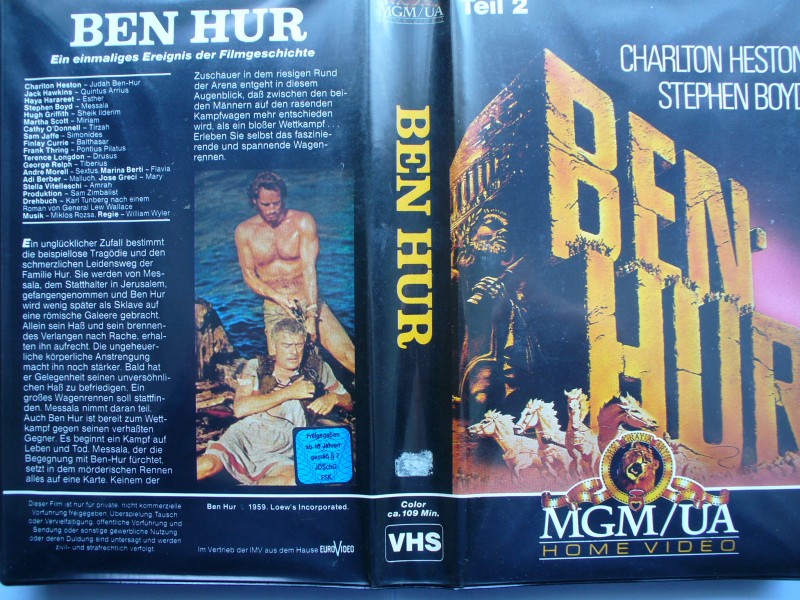 BEN HUR
Ein einmaliges Ereignis der Filmgeschichte
Charlton Heston – Judah Ben-Hur
Jack Hawkins – Quintus Arrius
Haya Harareet – Esther
Stephen Boyd – Messala
Hugh Griffith – Sheik Ilderim
Martha Scott – Miriam
Cathy O'Donnell – Tirzah
Sam Jaffe – Simonides
Finlay Currie – Balthasar
Frank Thring – Pontius Pilatus
Terence Longdon – Drusus
George Relph – Tiberius
Andre Morell – Sextus, Marina Berti – Flavia
Adi Berber – Malluch, Jose Greci – Mary
Stella Vitelleschi – Amrah
Produktion – Sam Zimbalist
Drehbuch – Karl Tunberg nach einem
Roman von General Lew Wallace
Musik – Miklos Rozsa, Regie – William Wyler
Ein unglücklicher Zufall bestimmt
die beispiellose Tragödie und den
schmerzlichen Leidensweg der
Familie Hur. Sie werden von Mes-
sala, dem Statthalter in Jerusalem,
gefangengenommen und Ben Hur
wird wenig später als Sklave auf
eine römische Galeere gebracht.
Allein sein Haß und sein brennen-
des Verlangen nach Rache, erhal-
ten ihn aufrecht. Die ungeheuer-
liche körperliche Anstrengung
macht ihn noch stärker. Bald hat
er Gelegenheit seinen unversöhnli-
chen Haß zu befriedigen. Ein
großes Wagenrennen soll stattfin-
den. Messala nimmt daran teil.
Auch Ben Hur ist bereit zum Wett-
kampf gegen seinen verhaßten
Gegner. Es beginnt ein Kampf auf
Leben und Tod. Messala, der die
Begegnung mit Ben-Hur fürchtet,
setzt in dem mörderischen Rennen
alles auf eine Karte. Keinem der
Zuschauer in dem riesigen Rund
der Arena entgeht in diesem
Augenblick, daß zwischen den bei-
den Männern auf den rasenden
Kampfwagen mehr entschieden
wird, als ein bloßer Wettkampf ...
Erleben Sie selbst das faszinie-
rende und spannende Wagen-
rennen.
Freigegeben
ab 16 Jahren
gemäß § 7
JÖSchG
FSK
Dieser Film ist nur für private, nicht kommerzielle
Vorführung freigegeben. Überspielung, Tausch
oder Vervielfältigung, öffentliche Vorführung und
Sendung oder sonstige gewerbliche Nutzung
oder deren Duldung sind untersagt und werden
zivil- und strafrechtlich verfolgt.
Ben Hur © 1959. Loew's Incorporated.
Im Vertrieb der IMV aus dem Hause EUROVIDEO
MGM/UA
BEN HUR
Color
ca. 109 Min.
VHS
Teil 2
CHARLTON HESTON
STEPHEN BOYD
BEN-
HUR
MGM/UA
HOME VIDEO